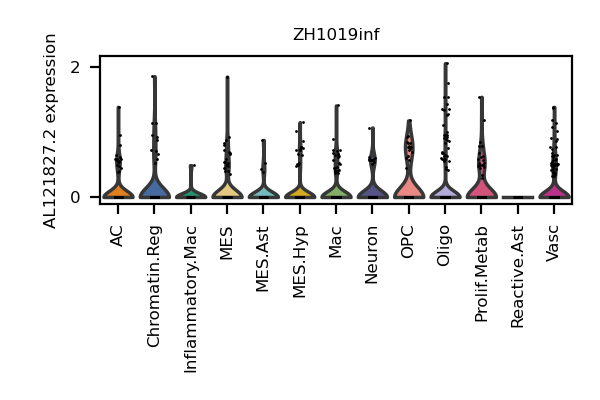 ZH1019inf
AL121827.2 expression
2
0
AC
Chromatin.Reg
Inflammatory.Mac
MES
MES.Ast
MES.Hyp
Mac
Neuron
OPC
Oligo
Prolif.Metab
Reactive.Ast
Vasc